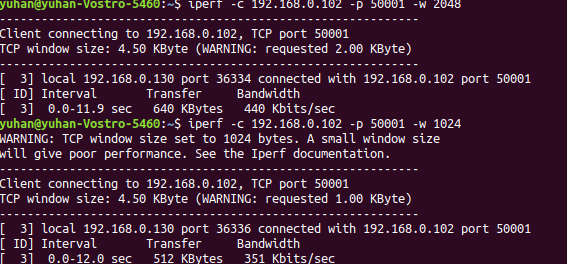 yuhan@yuhan-Vostro-5460:~$ iperf -c 192.168.0.102 -p 50001 -w 2048
------------------------------------------------------------
Client connecting to 192.168.0.102, TCP port 50001
TCP window size: 4.50 KByte (WARNING: requested 2.00 KByte)
------------------------------------------------------------
[  3] local 192.168.0.130 port 36334 connected with 192.168.0.102 port 50001
[ ID] Interval       Transfer     Bandwidth
[  3]  0.0-11.9 sec   640 KBytes   440 Kbits/sec
yuhan@yuhan-Vostro-5460:~$ iperf -c 192.168.0.102 -p 50001 -w 1024
WARNING: TCP window size set to 1024 bytes. A small window size
will give poor performance. See the Iperf documentation.
------------------------------------------------------------
Client connecting to 192.168.0.102, TCP port 50001
TCP window size: 4.50 KByte (WARNING: requested 1.00 KByte)
------------------------------------------------------------
[  3] local 192.168.0.130 port 36336 connected with 192.168.0.102 port 50001
[ ID] Interval       Transfer     Bandwidth
[  3]  0.0-12.0 sec   512 KBytes   351 Kbits/sec